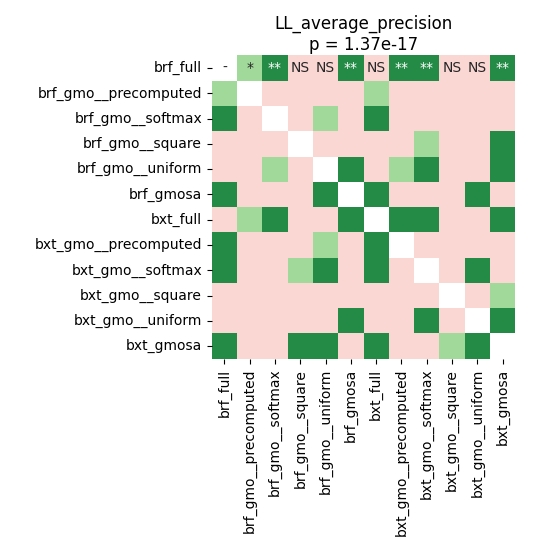 LL_average_precision
p = 1.37e-17
brf_full - * ** NS NS ** NS ** ** NS NS **
brf_gmo__precomputed
brf_gmo__softmax
brf_gmo__square
brf_gmo__uniform
brf_gmosa
bxt_full
bxt_gmo__precomputed
bxt_gmo__softmax
bxt_gmo__square
bxt_gmo__uniform
bxt_gmosa
brf_full
brf_gmo__precomputed
brf_gmo__softmax
brf_gmo__square
brf_gmo__uniform
brf_gmosa
bxt_full
bxt_gmo__precomputed
bxt_gmo__softmax
bxt_gmo__square
bxt_gmo__uniform
bxt_gmosa